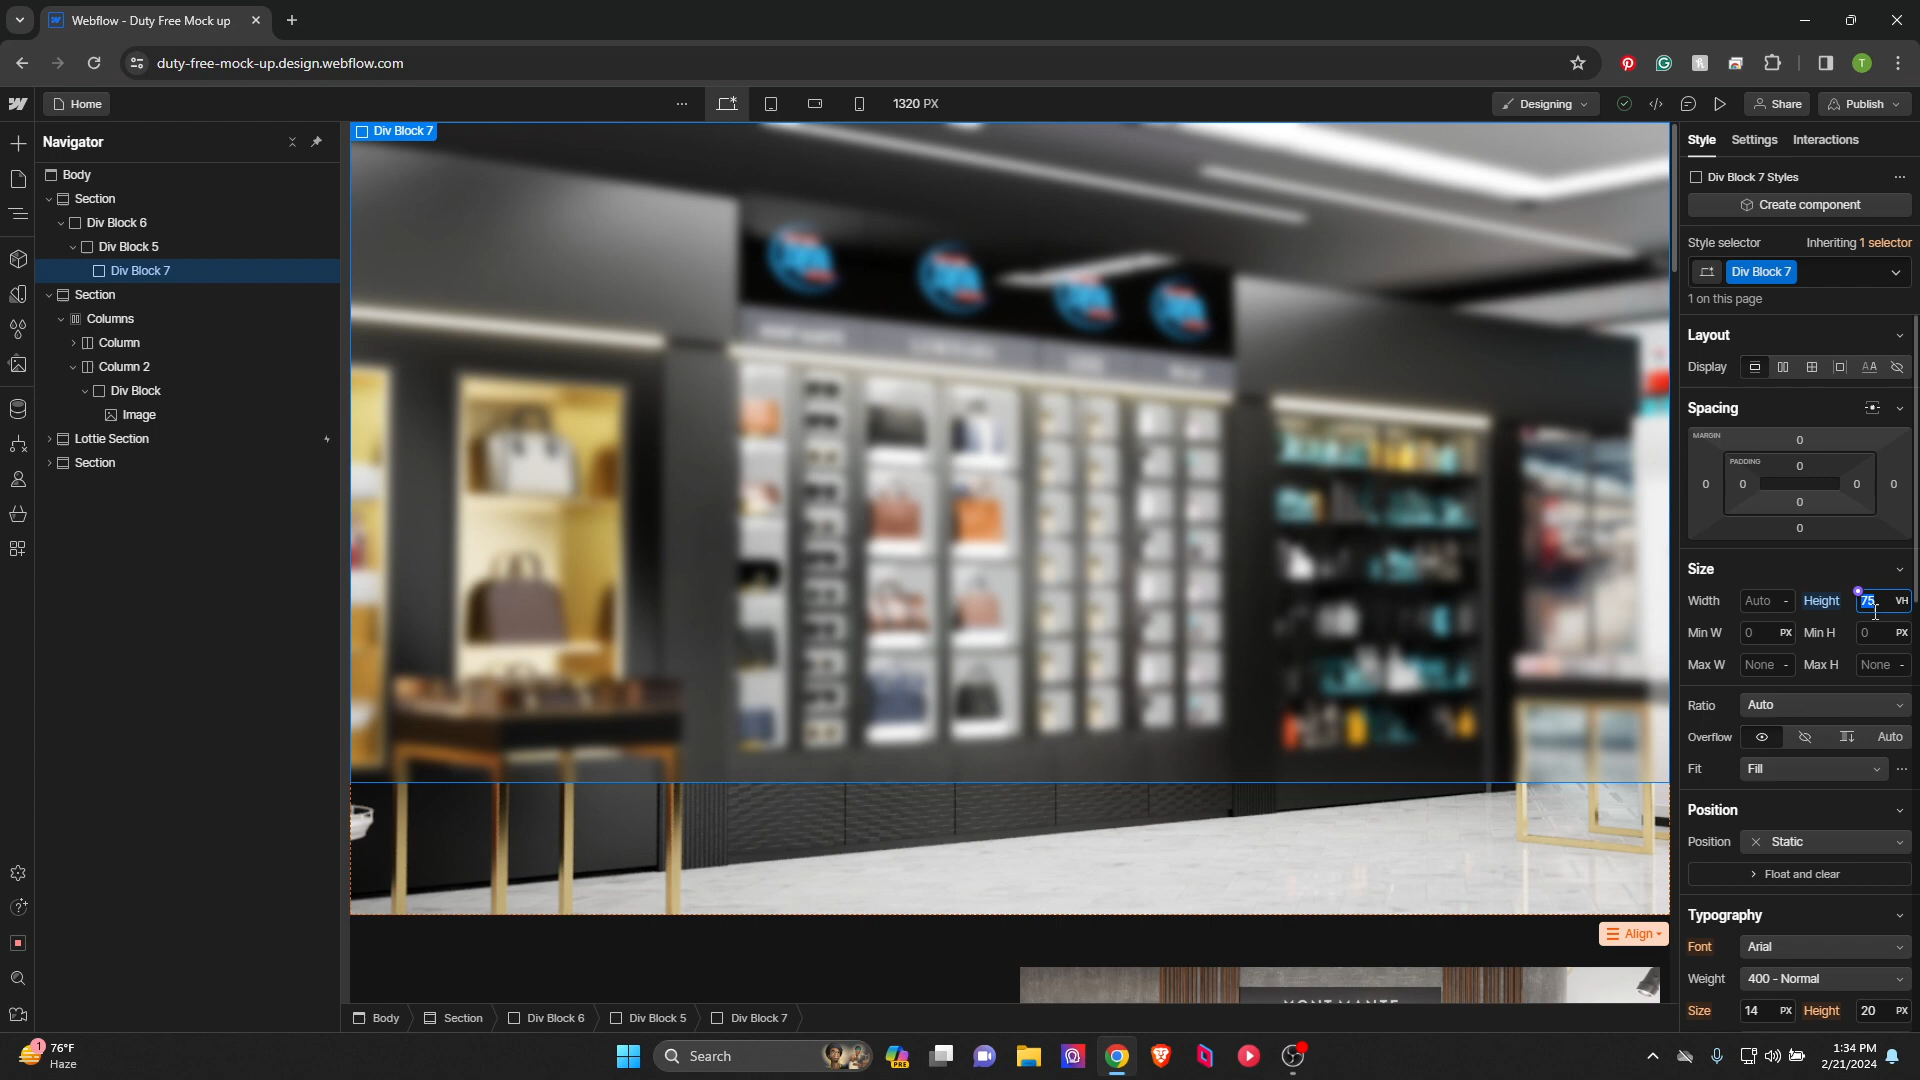 Webflow - Duty Free Mock up
duty-free-mock-up.design.webflow.com
T
Home
1320 PX
Designing
Share
Publish
Navigator
Body
Section
Div Block 6
Div Block 5
Div Block 7
Section
Columns
Column
Column 2
Div Block
Image
Lottie Section
Section
Div Block 7
Align
Body
Section
Div Block 6
Div Block 5
Div Block 7
Style
Settings
Interactions
Div Block 7 Styles
Create component
Style selector
Inheriting 1 selector
Div Block 7
1 on this page
Layout
Display
AA
Spacing
MARGIN
0
PADDING
0
0 0 0 0
0
0
Size
Width Auto - Height 75 VH
Min W 0 PX Min H 0 PX
Max W None - Max H None -
Ratio Auto
Overflow Auto
Fit Fill
Position
Position Static
Float and clear
Typography
Font Arial
Weight 400 - Normal
Size 14 PX Height 20 PX
1
76°F
Haze
Search
PRE
1:34 PM
2/21/2024